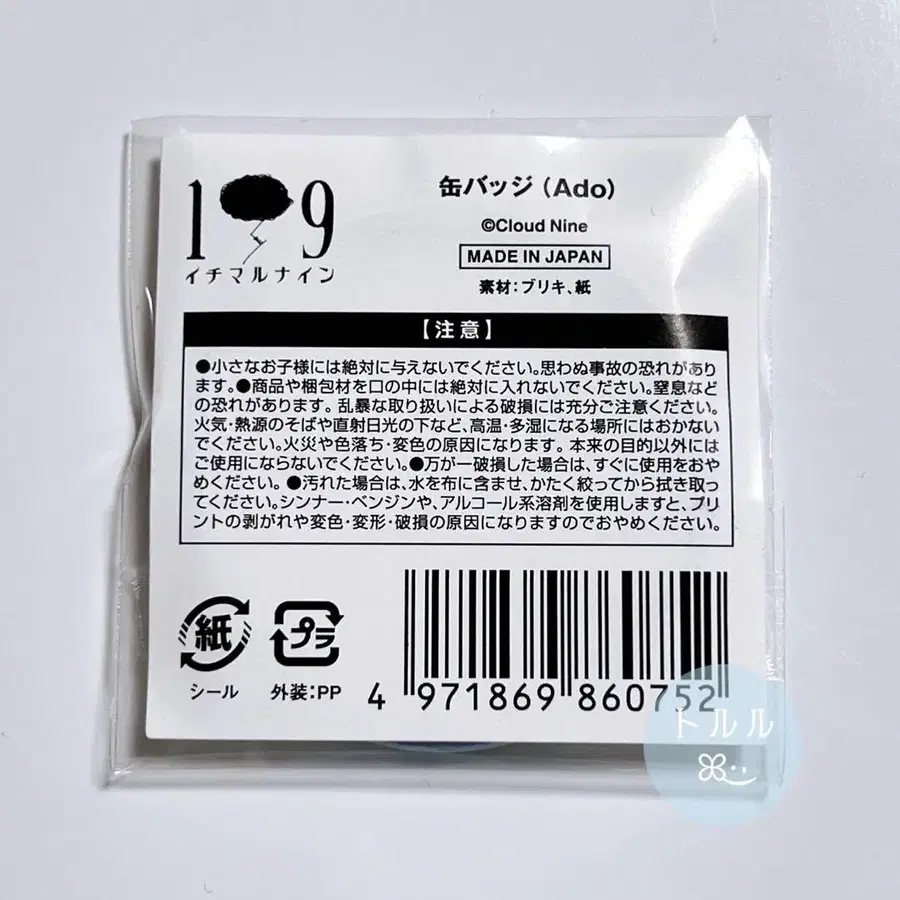 1 9
イチマルナイン
缶バッジ（Ado）
©Cloud Nine
MADE IN JAPAN
素材：ブリキ、紙
【注意】
●小さなお子様には絶対に与えないでください。思わぬ事故の恐れがあり
ます。●商品や梱包材を口の中には絶対に入れないでください。窒息など
の恐れがあります。乱暴な取り扱いによる破損には充分ご注意ください。
火気・熱源のそばや直射日光の下など、高温・多湿になる場所にはおかない
でください。火災や色落ち・変色の原因になります。本来の目的以外には
ご使用にならないでください。●万が一破損した場合は、すぐに使用をおや
めください。●汚れた場合は、水を布に含ませ、かたく絞ってから拭き取っ
てください。シンナー・ベンジンや、アルコール系溶剤を使用しますと、プリ
ントの剥がれや変色・変形・破損の原因になりますのでおやめください。
紙
シール
プラ
外装：PP
4 971869 860752
トルル